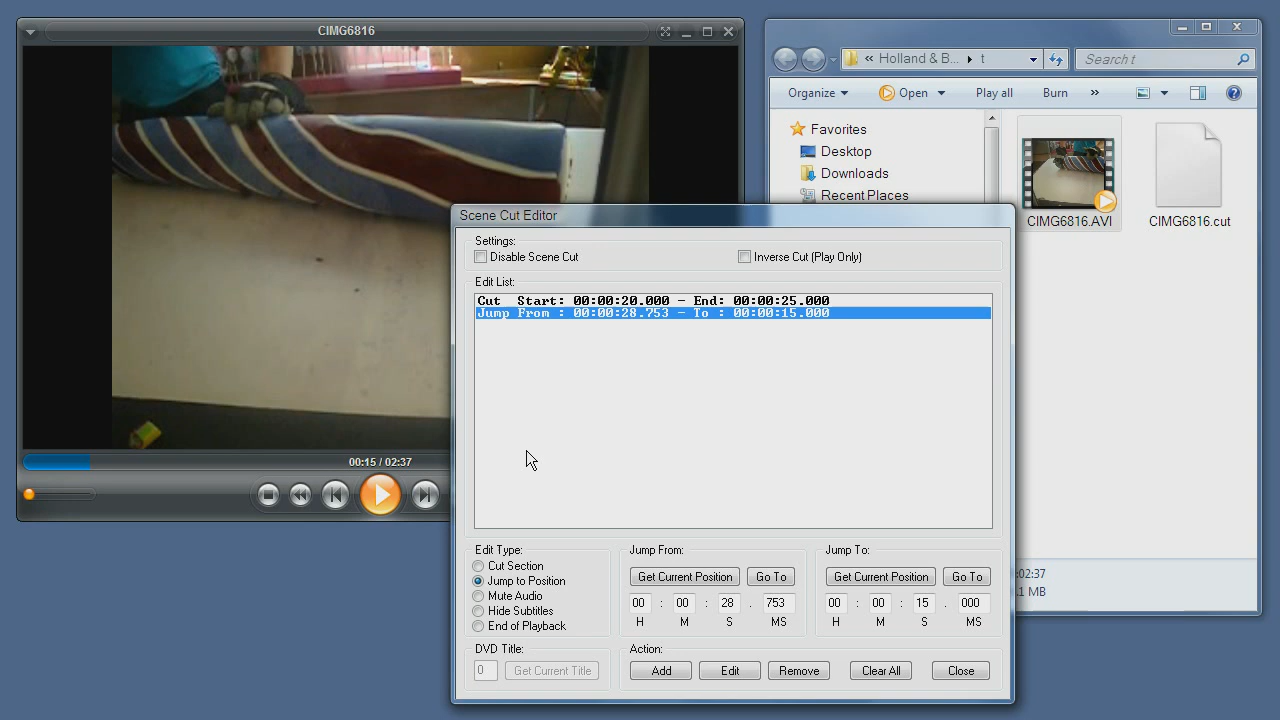 CIMG6816
00:15 / 02:37
« Holland & B... ▸ t
Search t
Organize
Open
Play all
Burn
»
Favorites
Desktop
Downloads
Recent Places
CIMG6816.AVI
CIMG6816.cut
:02:37
.1 MB
Scene Cut Editor
Settings:
Disable Scene Cut
Inverse Cut (Play Only)
Edit List:
Cut Start: 00:00:20.000 - End: 00:00:25.000
Jump From : 00:00:28.753 - To : 00:00:15.000
Edit Type:
Cut Section
Jump to Position
Mute Audio
Hide Subtitles
End of Playback
Jump From:
Get Current Position Go To
00 : 00 : 28 . 753
H M S MS
Jump To:
Get Current Position Go To
00 : 00 : 15 . 000
H M S MS
DVD Title:
0 Get Current Title
Action:
Add Edit Remove Clear All Close